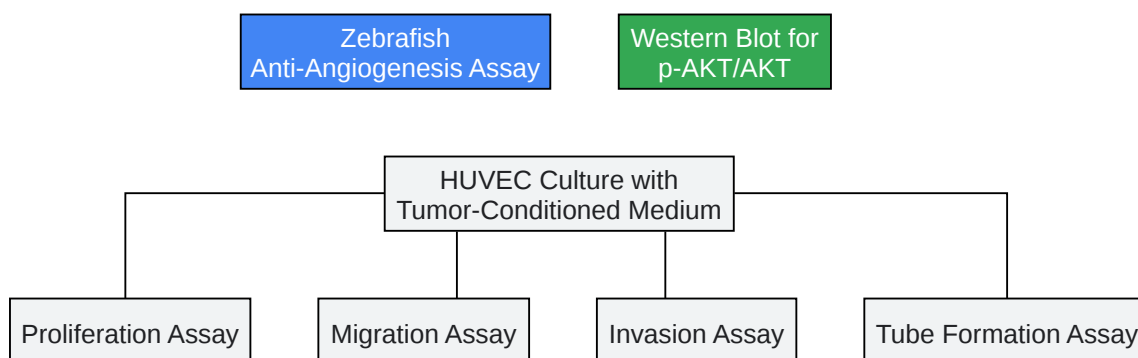 Zebrafish
Anti-Angiogenesis Assay
Western Blot for
p-AKT/AKT
HUVEC Culture with
Tumor-Conditioned Medium
Proliferation Assay
Migration Assay
Invasion Assay
Tube Formation Assay